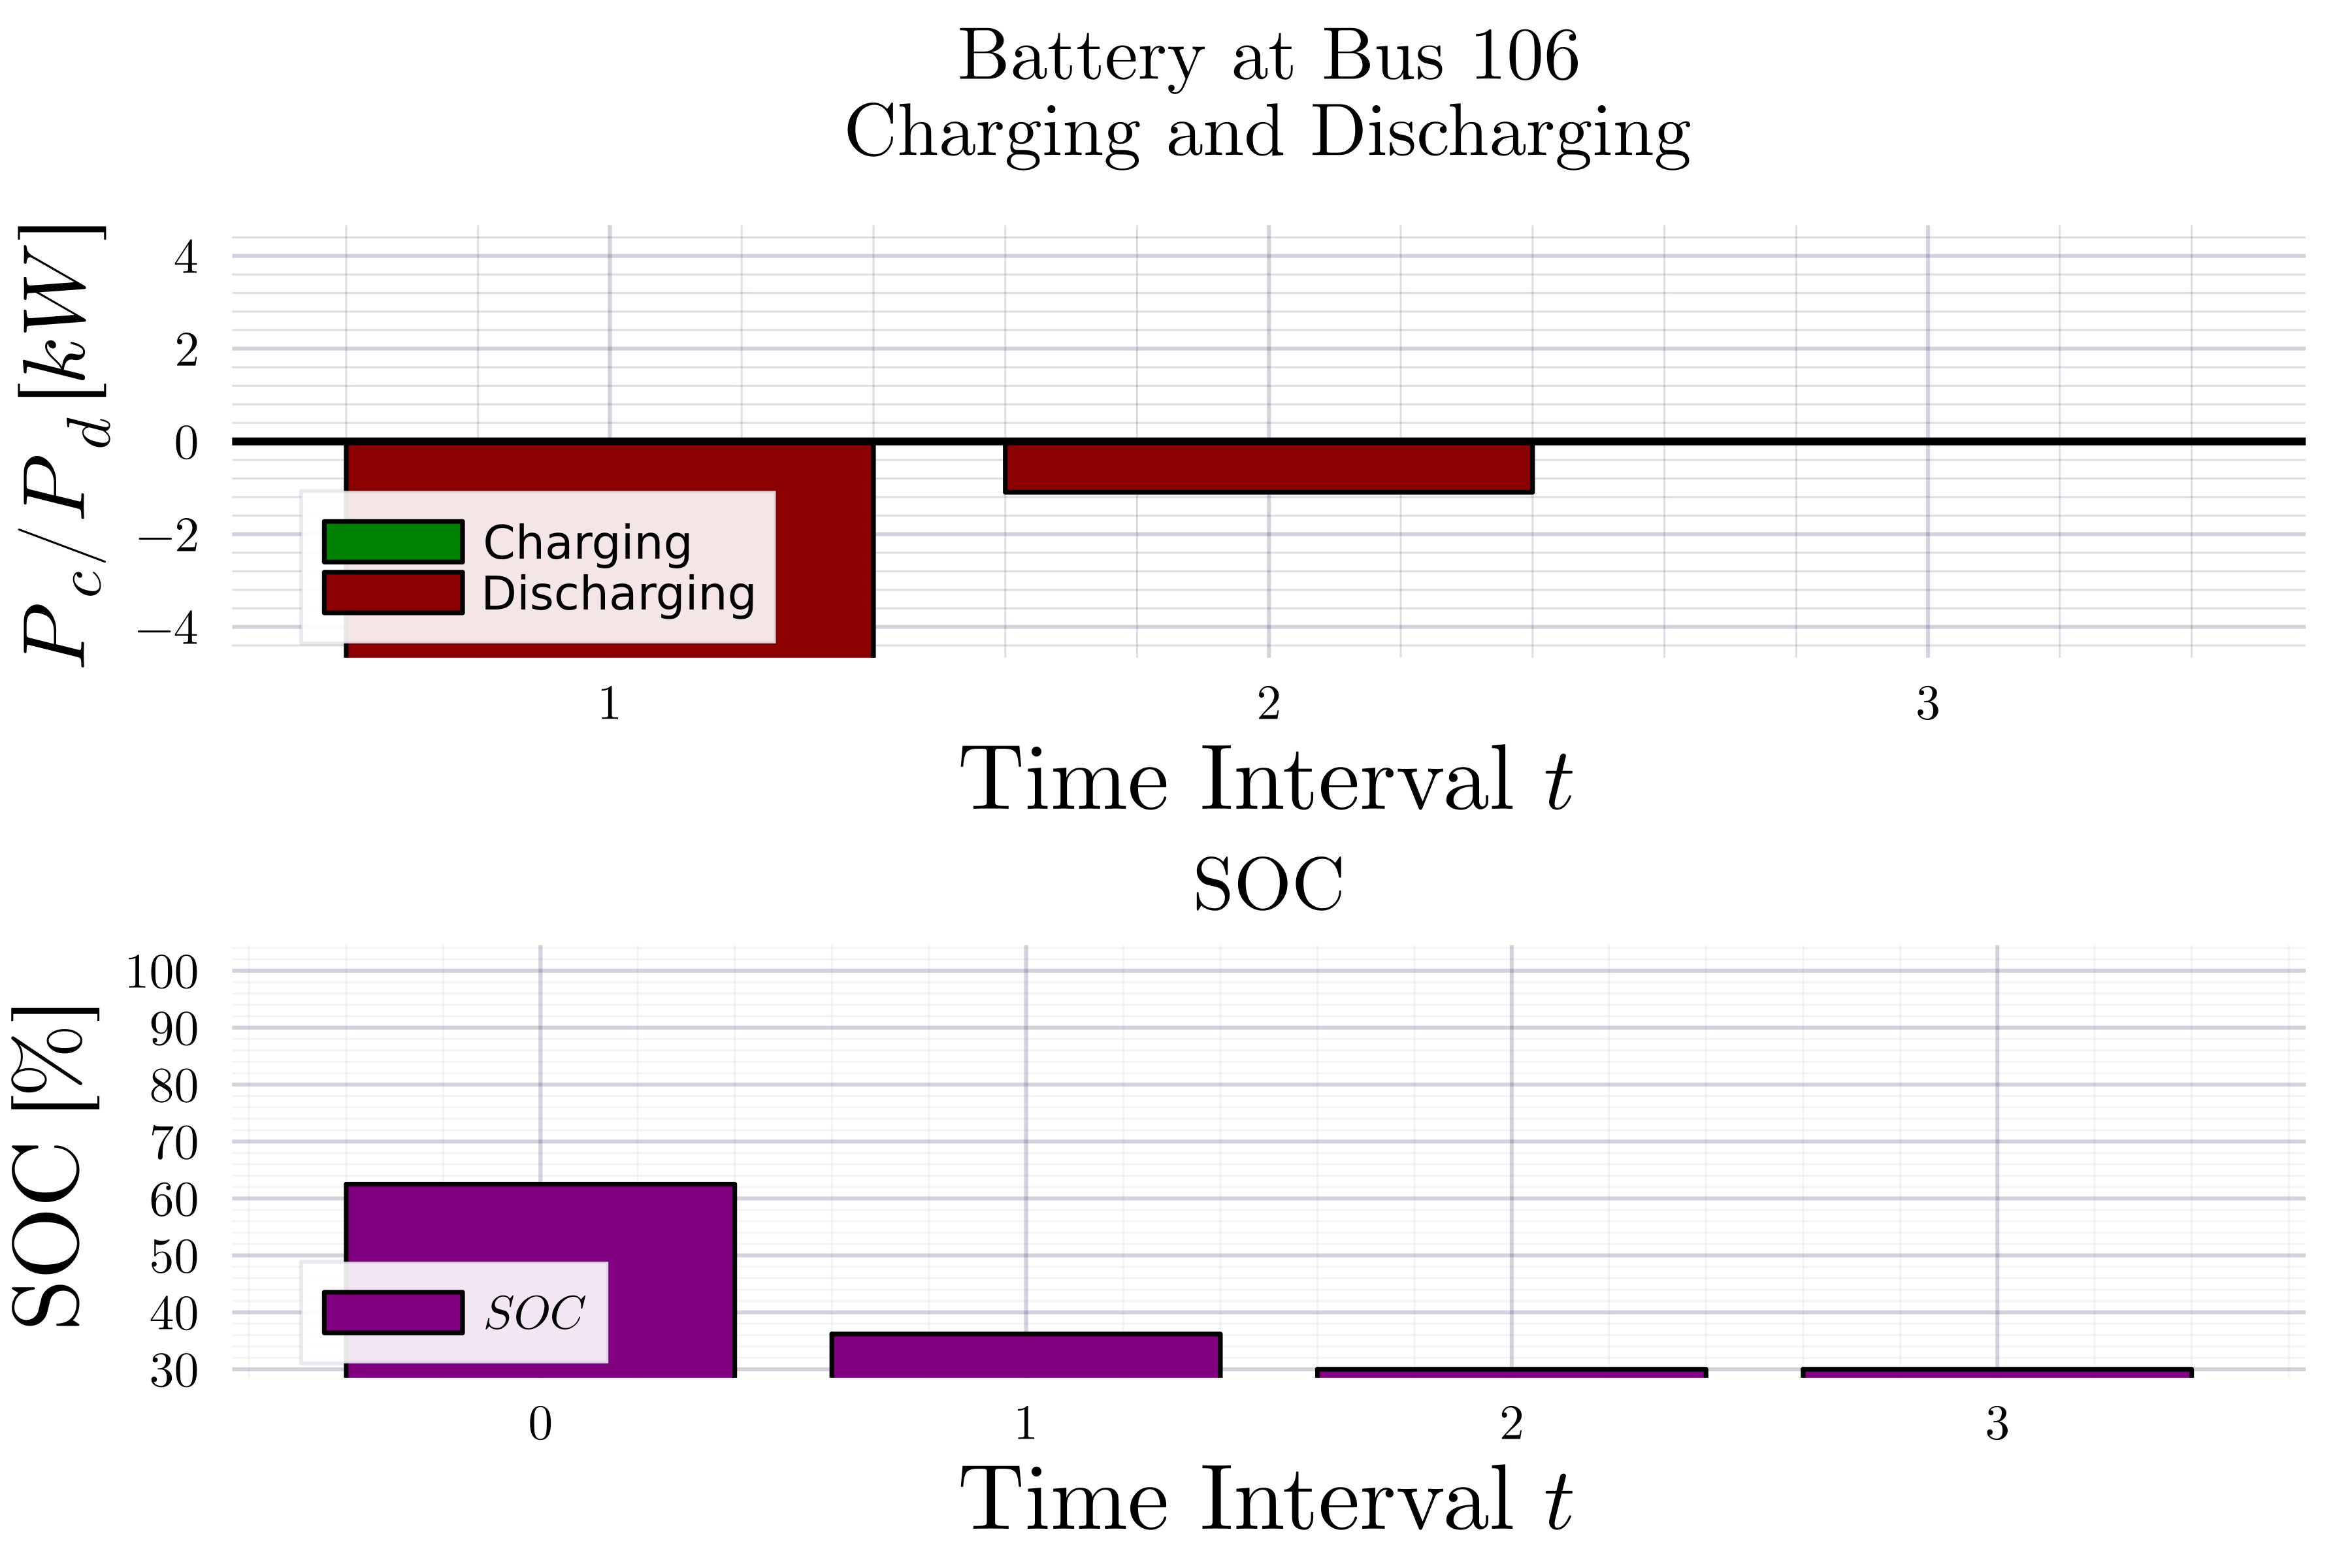 Battery at Bus 106
Charging and Discharging
P_c/P_d [kW]
4
2
0
−2
−4
Charging
Discharging
1 2 3
Time Interval t
SOC
SOC [%]
100
90
80
70
60
50
40
30
SOC
0 1 2 3
Time Interval t